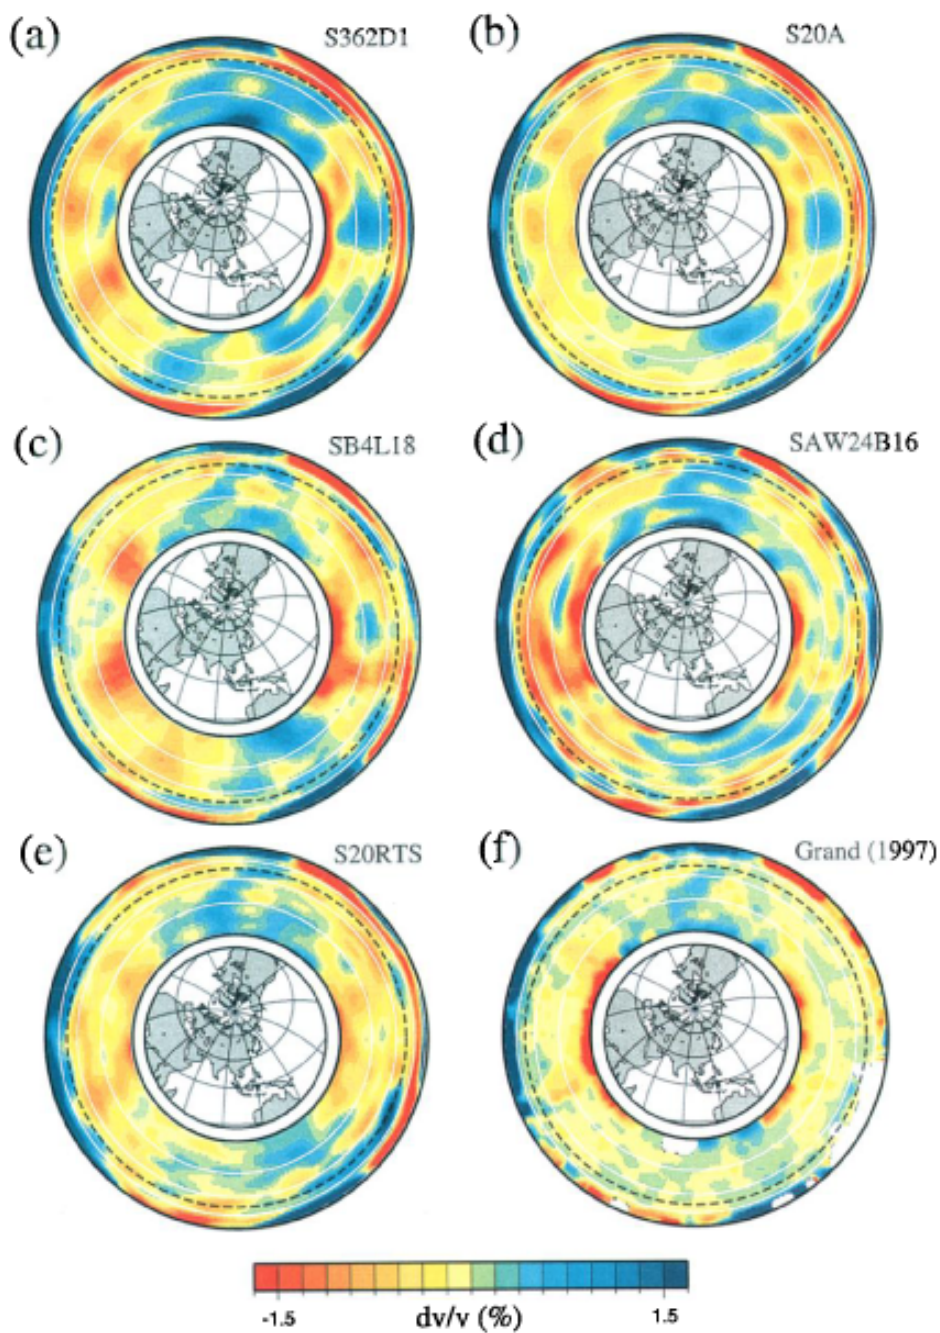 (a) S362D1
(b) S20A
(c) SB4L18
(d) SAW24B16
(e) S20RTS
(f) Grand (1997)
-1.5 dv/v (%) 1.5